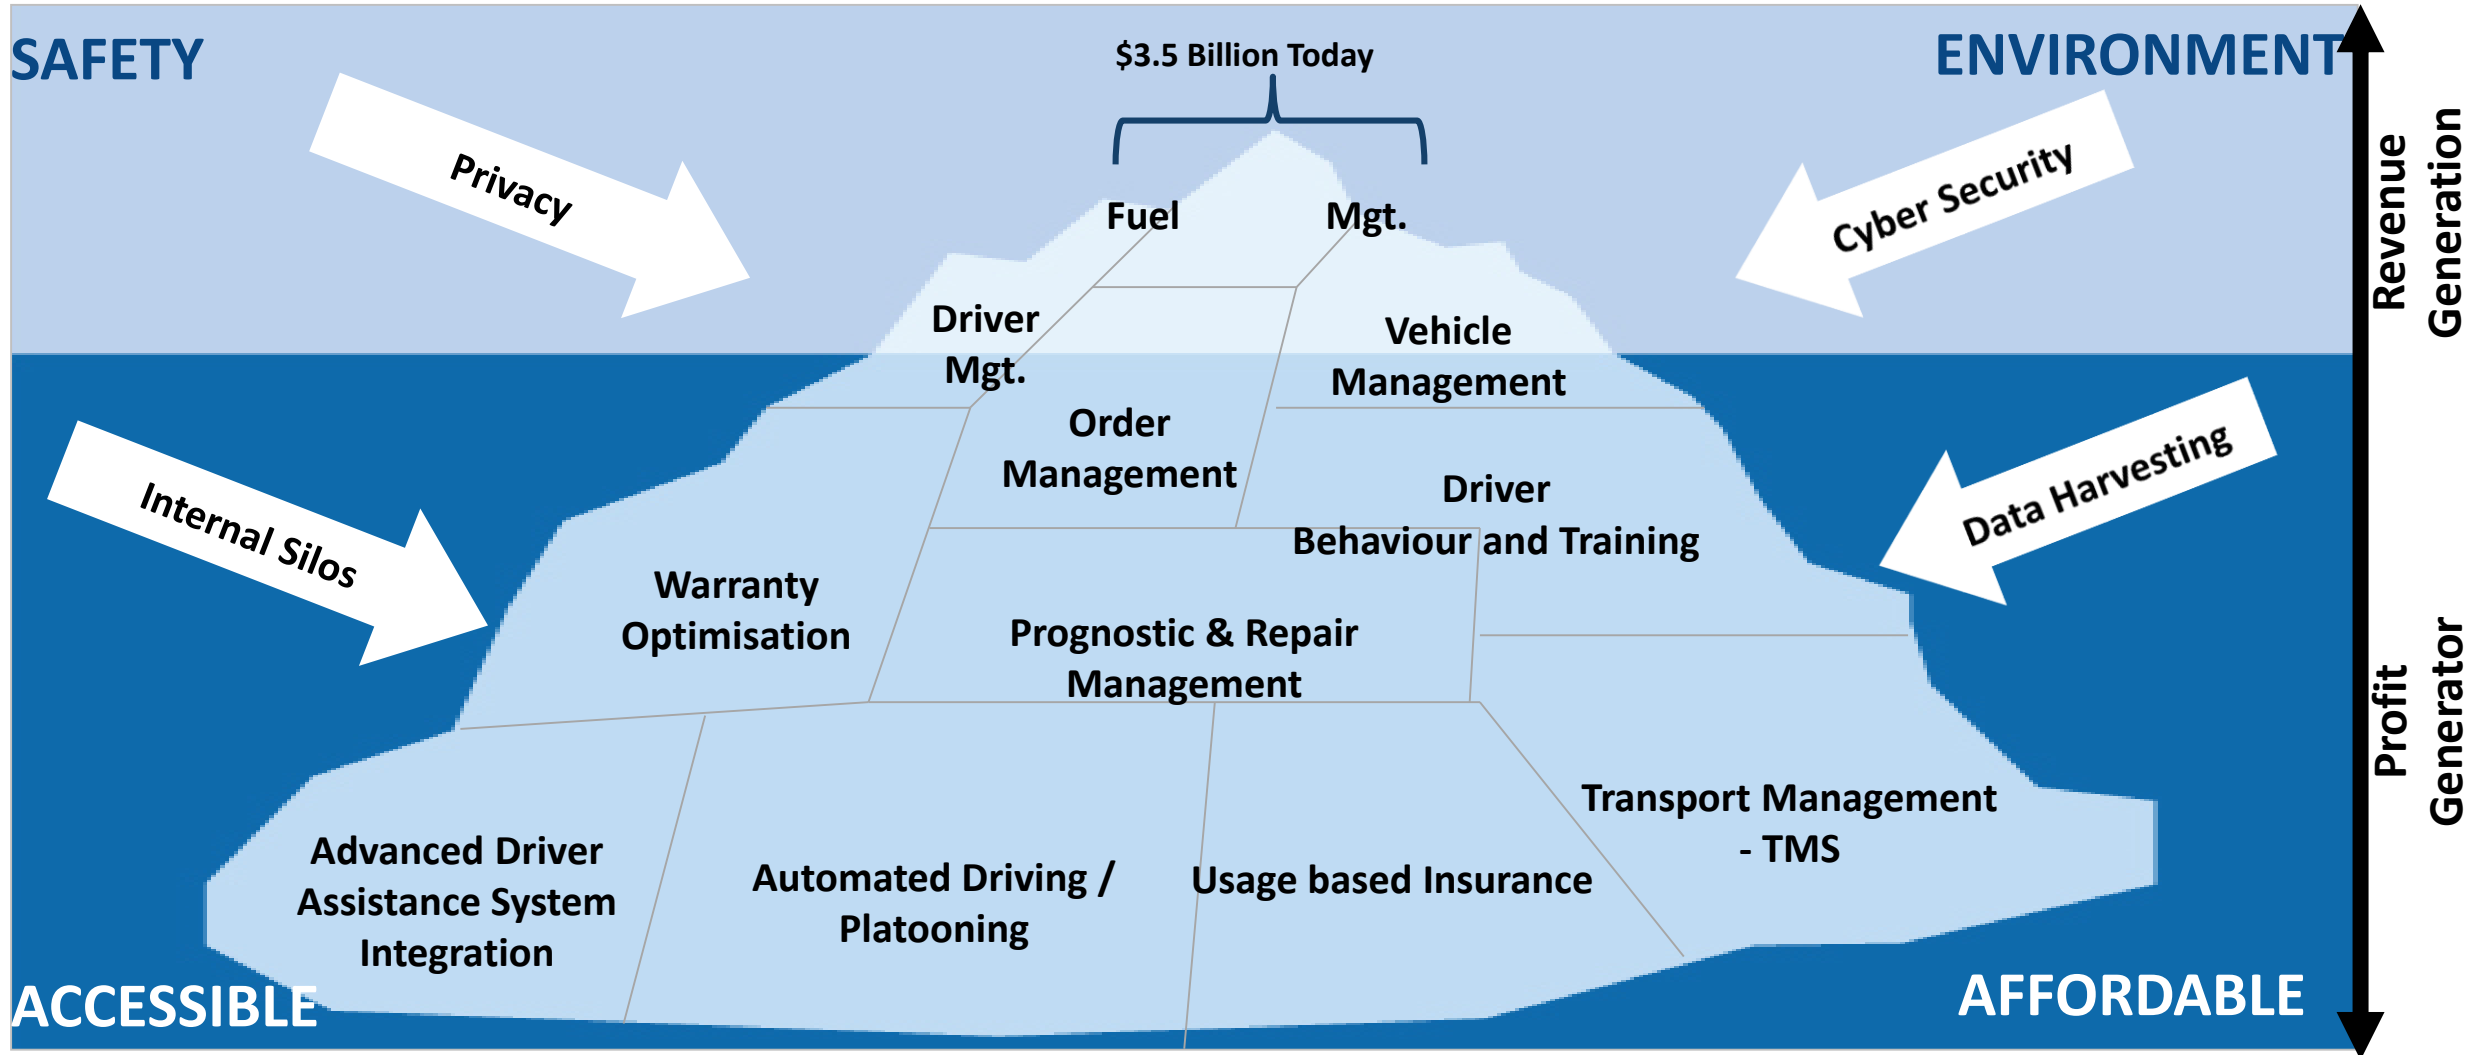 SAFETY
$3.5 Billion Today
ENVIRONMENT
Privacy
Cyber Security
Fuel Mgt.
Revenue
Generation
Driver
Mgt.
Vehicle
Management
Order
Management
Internal Silos
Data Harvesting
Driver
Behaviour and Training
Warranty
Optimisation
Prognostic & Repair
Management
Profit
Generator
Transport Management
- TMS
Advanced Driver
Assistance System
Integration
Automated Driving /
Platooning
Usage based Insurance
ACCESSIBLE
AFFORDABLE